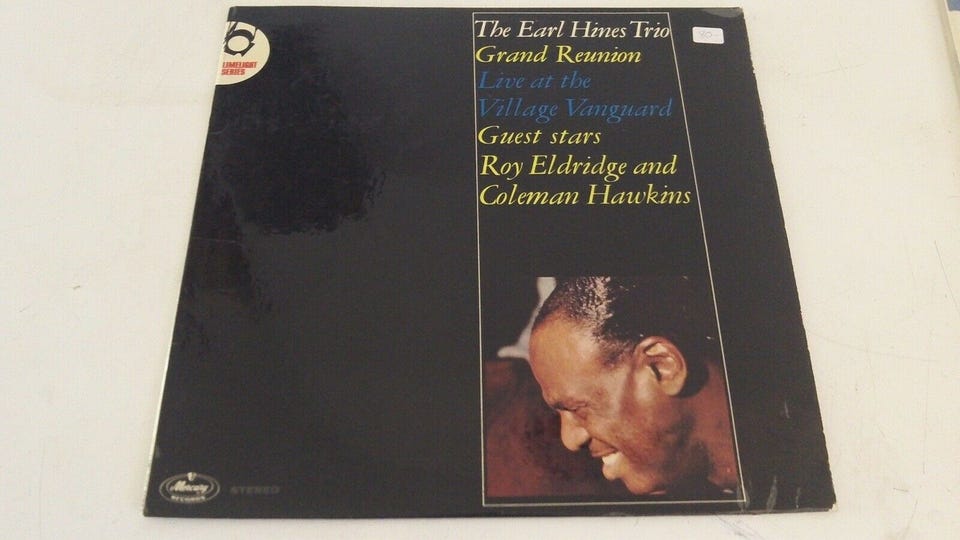 LIMELIGHT
SERIES
The Earl Hines Trio
Grand Reunion
Live at the
Village Vanguard
Guest stars
Roy Eldridge and
Coleman Hawkins
80-
Mercury
RECORDS
STEREO